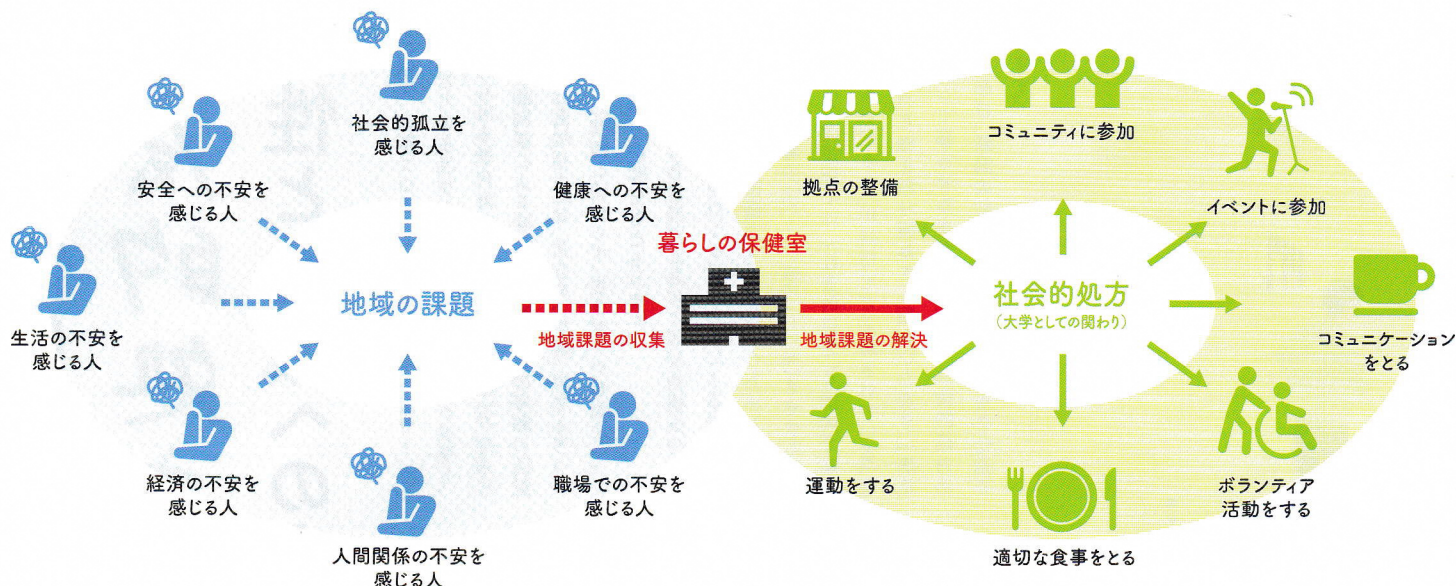 社会的孤立を
感じる人
安全への不安を
感じる人
健康への不安を
感じる人
生活の不安を
感じる人
地域の課題
経済の不安を
感じる人
人間関係の不安を
感じる人
職場での不安を
感じる人
暮らしの保健室
地域課題の収集
地域課題の解決
コミュニティに参加
拠点の整備
イベントに参加
社会的処方
(大学としての関わり)
コミュニケーション
をとる
運動をする
適切な食事をとる
ボランティア
活動をする